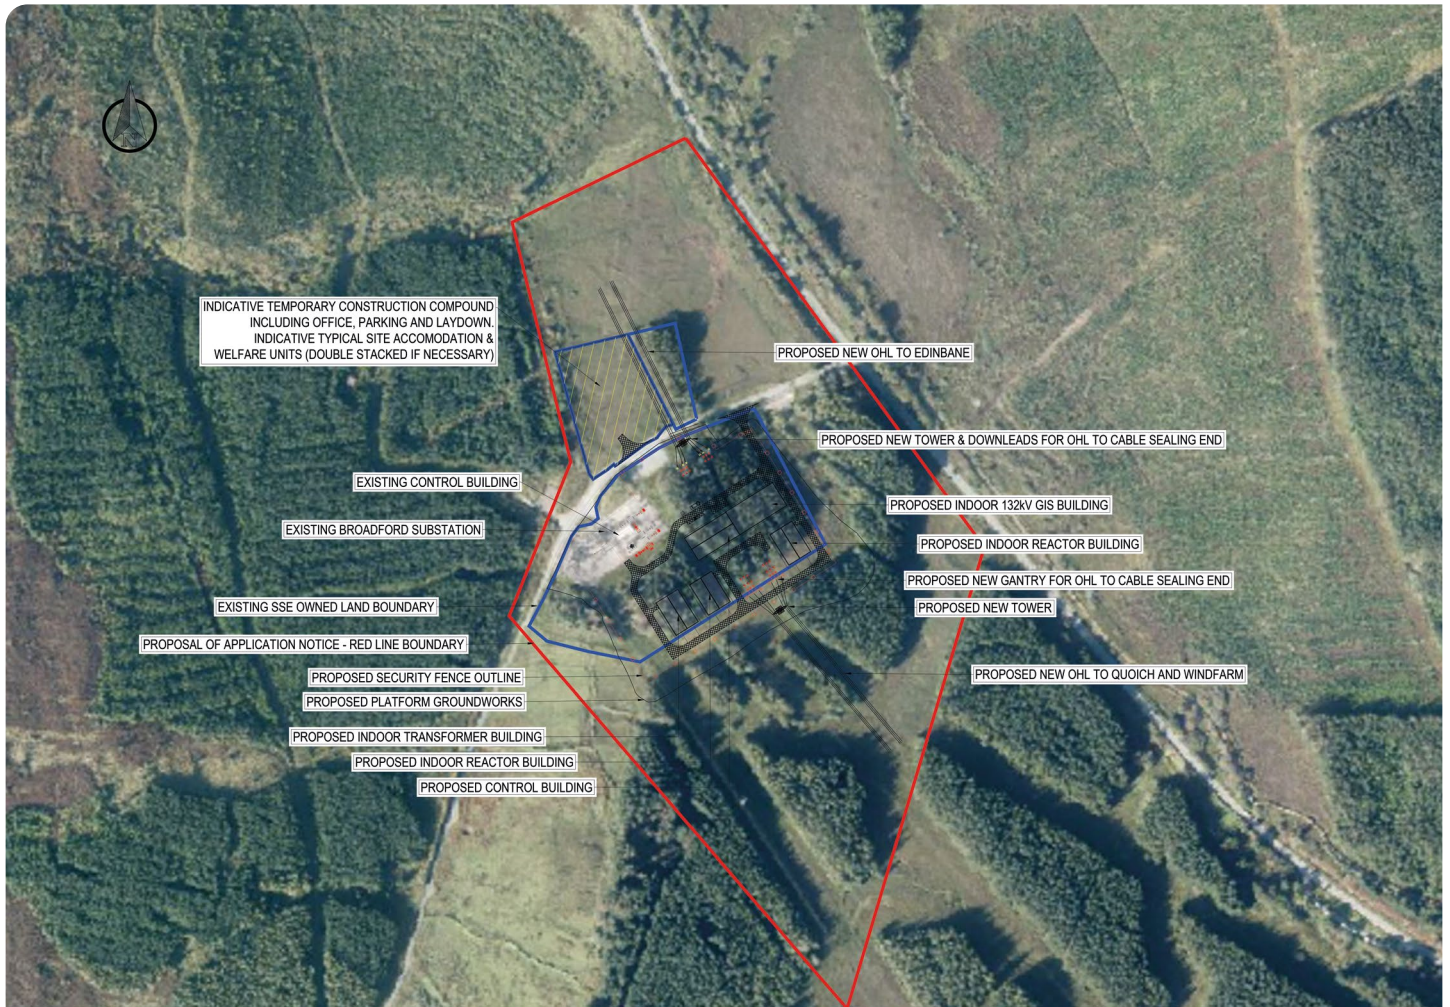 INDICATIVE TEMPORARY CONSTRUCTION COMPOUND
INCLUDING OFFICE, PARKING AND LAYDOWN.
INDICATIVE TYPICAL SITE ACCOMODATION &
WELFARE UNITS (DOUBLE STACKED IF NECESSARY)
PROPOSED NEW OHL TO EDINBANE
PROPOSED NEW TOWER & DOWNLEADS FOR OHL TO CABLE SEALING END
EXISTING CONTROL BUILDING
PROPOSED INDOOR 132kV GIS BUILDING
EXISTING BROADFORD SUBSTATION
PROPOSED INDOOR REACTOR BUILDING
PROPOSED NEW GANTRY FOR OHL TO CABLE SEALING END
EXISTING SSE OWNED LAND BOUNDARY
PROPOSED NEW TOWER
PROPOSAL OF APPLICATION NOTICE - RED LINE BOUNDARY
PROPOSED SECURITY FENCE OUTLINE
PROPOSED NEW OHL TO QUOICH AND WINDFARM
PROPOSED PLATFORM GROUNDWORKS
PROPOSED INDOOR TRANSFORMER BUILDING
PROPOSED INDOOR REACTOR BUILDING
PROPOSED CONTROL BUILDING